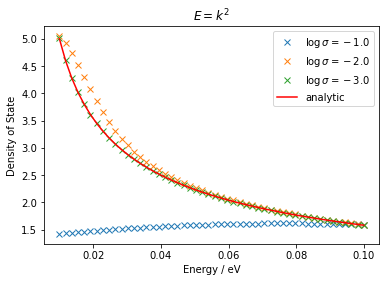 E = k²
log σ = −1.0
log σ = −2.0
log σ = −3.0
analytic
Density of State
5.0
4.5
4.0
3.5
3.0
2.5
2.0
1.5
0.02
0.04
0.06
0.08
0.10
Energy / eV